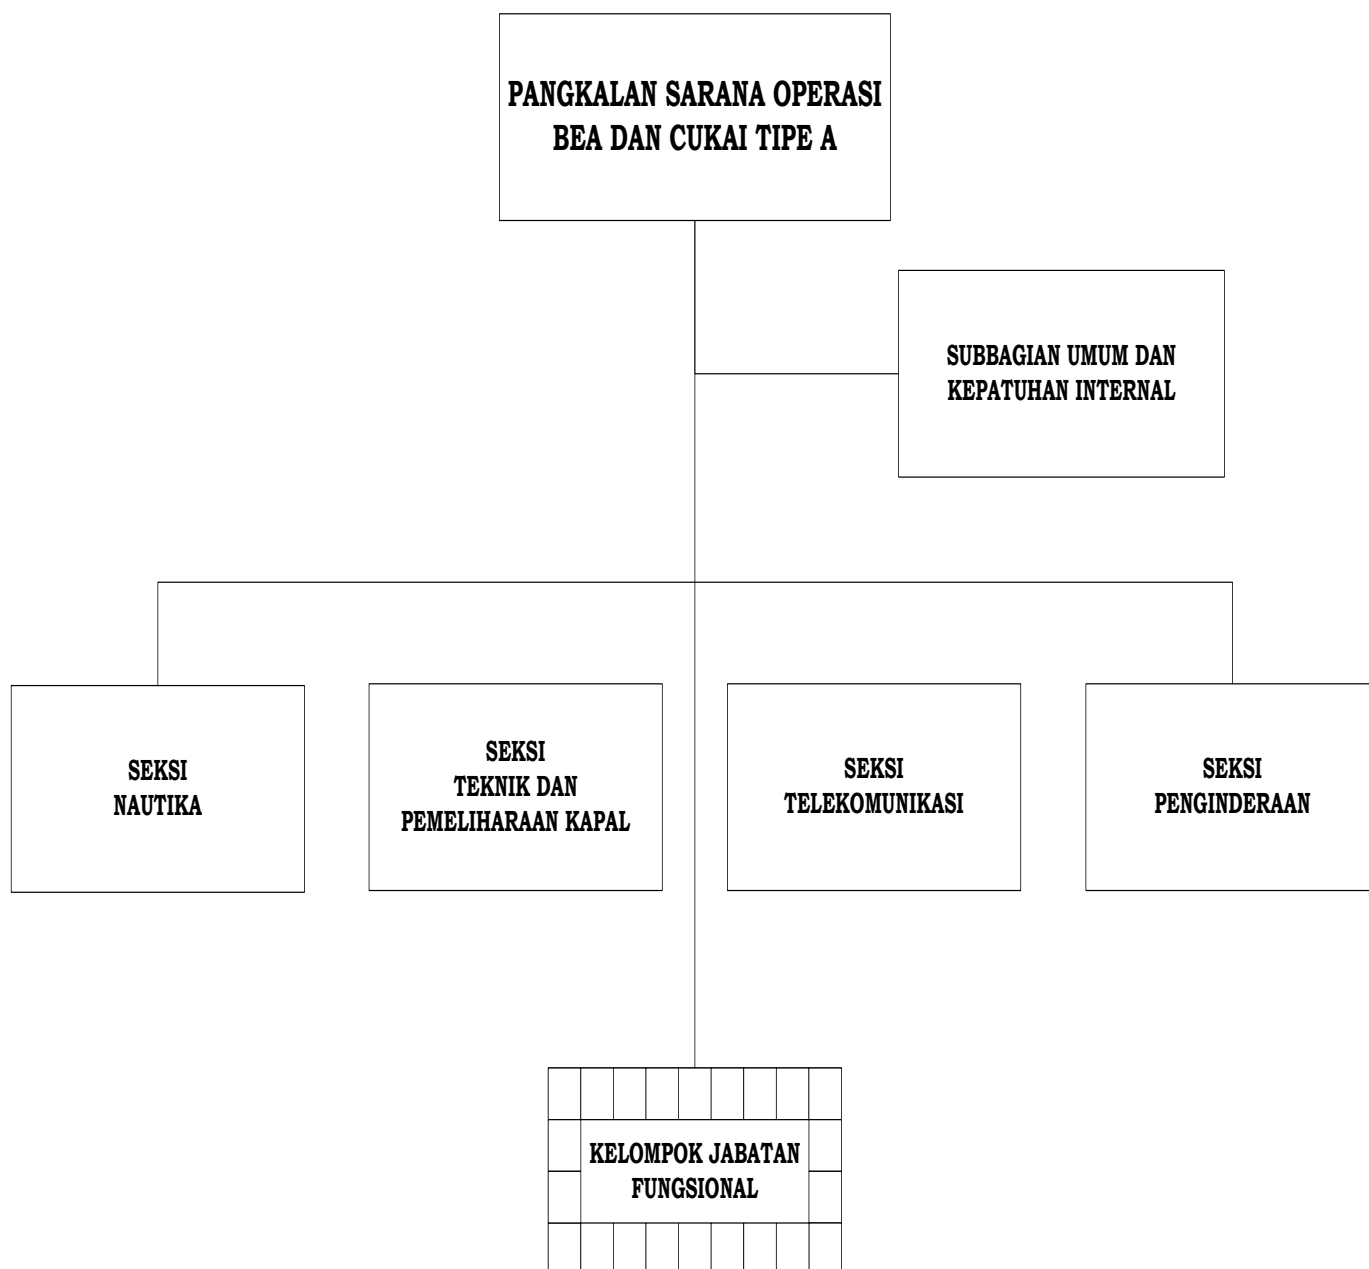 PANGKALAN SARANA OPERASI
BEA DAN CUKAI TIPE A
SUBBAGIAN UMUM DAN
KEPATUHAN INTERNAL
SEKSI
NAUTIKA
SEKSI
TEKNIK DAN
PEMELIHARAAN KAPAL
SEKSI
TELEKOMUNIKASI
SEKSI
PENGINDERAAN
KELOMPOK JABATAN
FUNGSIONAL